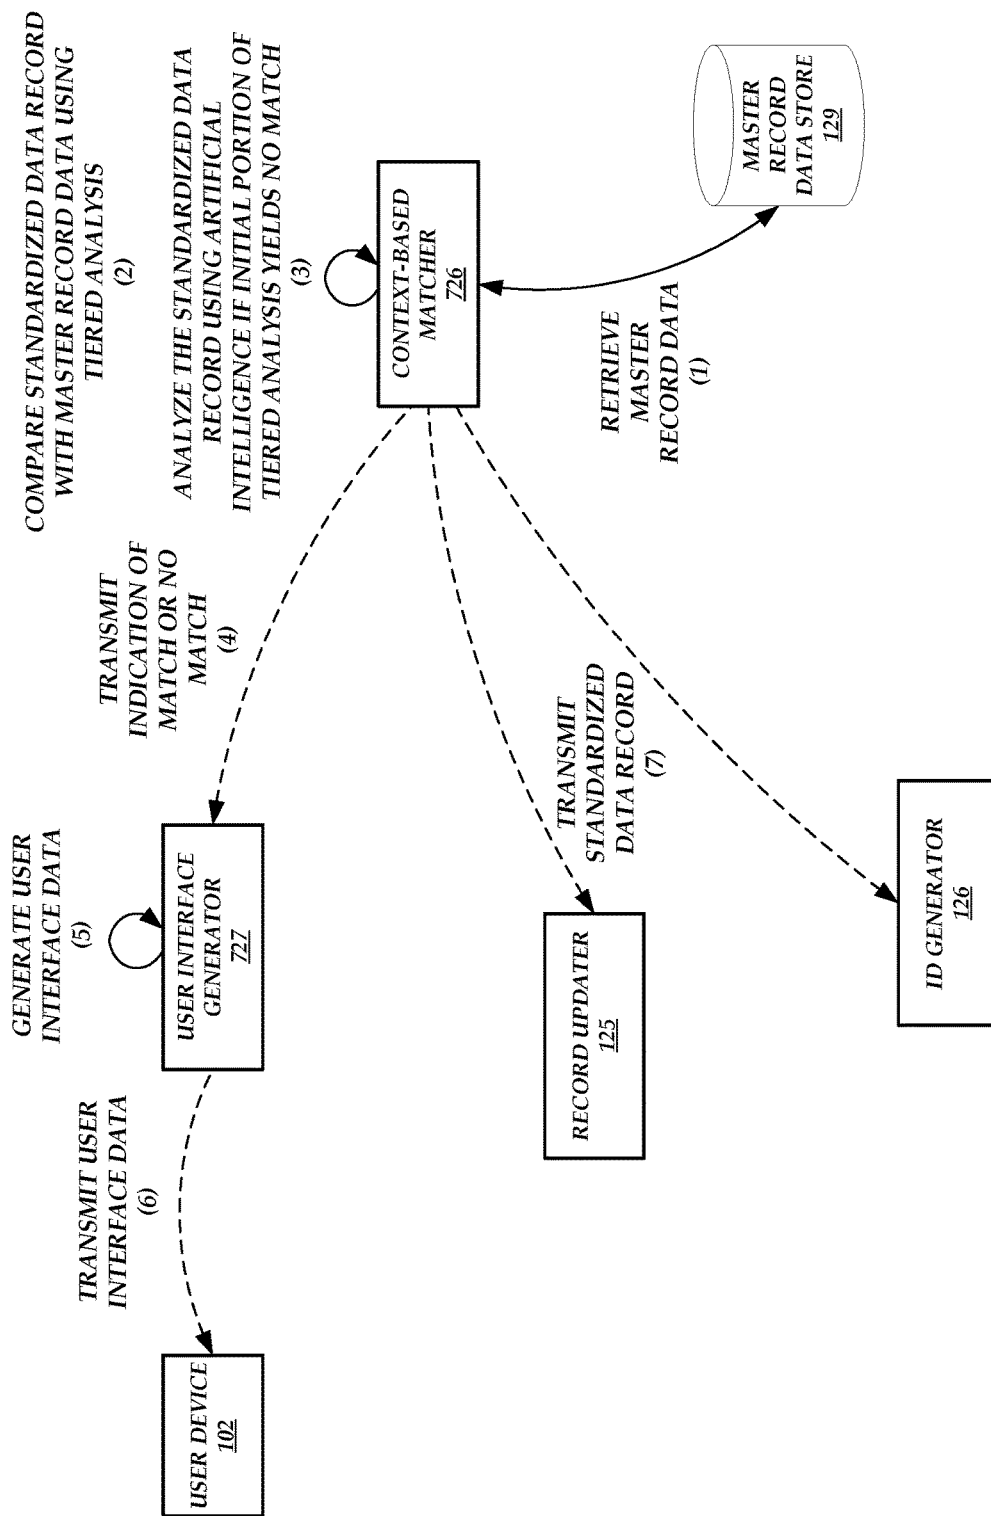 COMPARE STANDARDIZED DATA RECORD
WITH MASTER RECORD DATA USING
TIERED ANALYSIS
(2)
ANALYZE THE STANDARDIZED DATA
RECORD USING ARTIFICIAL
INTELLIGENCE IF INITIAL PORTION OF
TIERED ANALYSIS YIELDS NO MATCH
(3)
GENERATE USER
INTERFACE DATA
(5)
TRANSMIT USER
INTERFACE DATA
(6)
TRANSMIT
INDICATION OF
MATCH OR NO
MATCH
(4)
USER DEVICE
102
USER INTERFACE
GENERATOR
727
CONTEXT-BASED
MATCHER
726
RETRIEVE
MASTER
RECORD DATA
(1)
MASTER
RECORD
DATA STORE
129
TRANSMIT
STANDARDIZED
DATA RECORD
(7)
RECORD UPDATER
125
ID GENERATOR
126